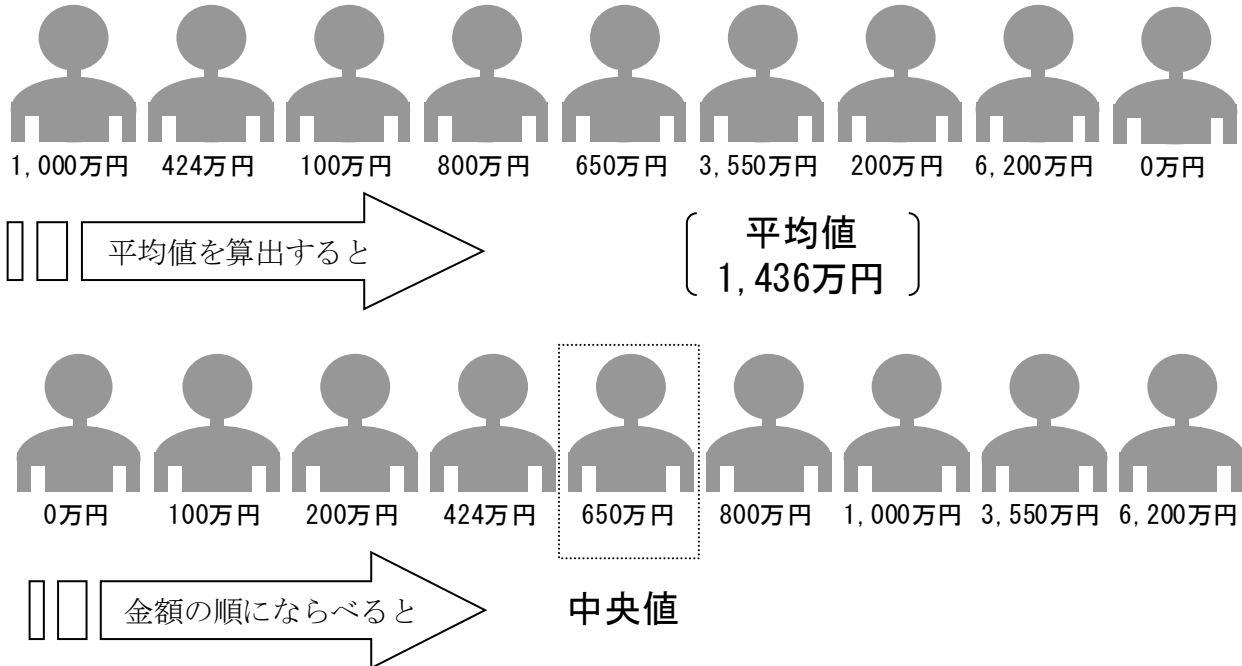 1,000万円 424万円 100万円 800万円 650万円 3,550万円 200万円 6,200万円 0万円
平均値を算出すると
平均値
1,436万円
0万円 100万円 200万円 424万円 650万円 800万円 1,000万円 3,550万円 6,200万円
金額の順にならべると
中央値